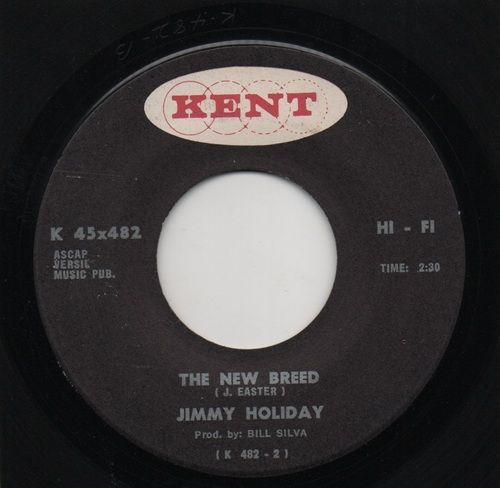 K-482-B
KENT
K 45x482
HI - FI
ASCAP
VERSIL
MUSIC PUB.
TIME: 2:30
THE NEW BREED
( J. EASTER )
JIMMY HOLIDAY
Prod. by: BILL SILVA
( K 482 - 2 )